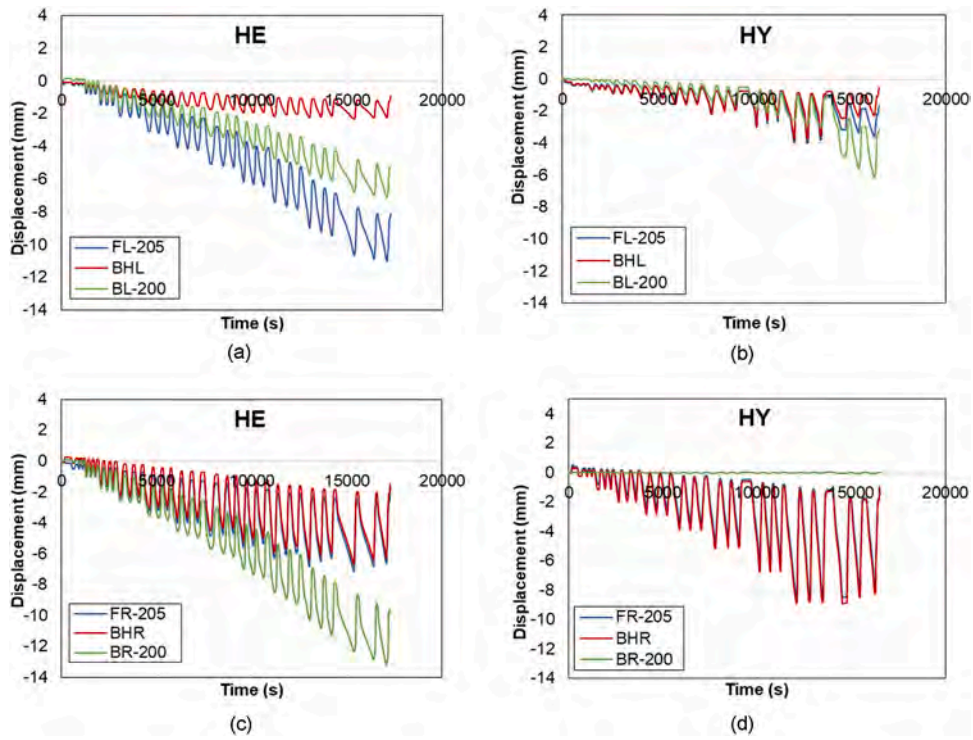 HE
4
2
0
-2
-4
-6
-8
-10
-12
-14
0 5000 10000 15000 20000
Displacement (mm)
FL-205
BHL
BL-200
Time (s)
(a)
HY
4
2
0
-2
-4
-6
-8
-10
-12
-14
0 5000 10000 15000 20000
Displacement (mm)
FL-205
BHL
BL-200
Time (s)
(b)
HE
4
2
0
-2
-4
-6
-8
-10
-12
-14
0 5000 10000 15000 20000
Displacement (mm)
FR-205
BHR
BR-200
Time (s)
(c)
HY
4
2
0
-2
-4
-6
-8
-10
-12
-14
0 5000 10000 15000 20000
Displacement (mm)
FR-205
BHR
BR-200
Time (s)
(d)